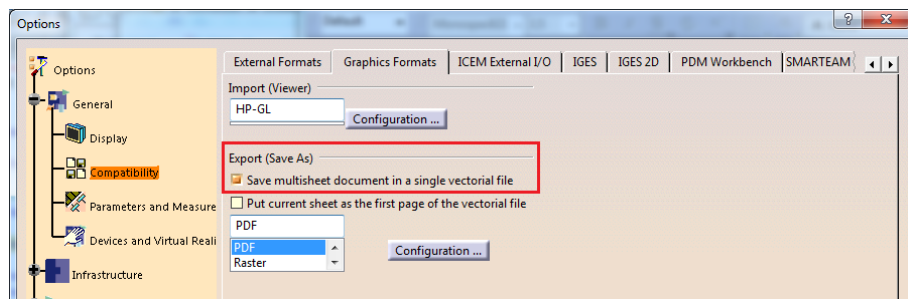 Options
Options
General
Display
Compatibility
Parameters and Measure
Devices and Virtual Reali
Infrastructure
External Formats
Graphics Formats
ICEM External I/O
IGES
IGES 2D
PDM Workbench
SMARTEAM
Import (Viewer)
HP-GL
Configuration ...
Export (Save As)
Save multisheet document in a single vectorial file
Put current sheet as the first page of the vectorial file
PDF
PDF
Raster
Configuration ...